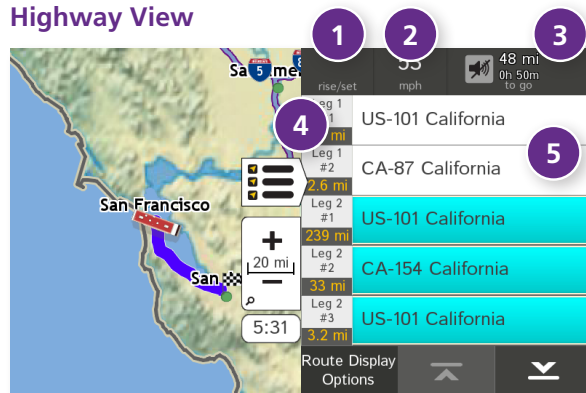 Highway View
1
2
3
4
5
rise/set
mph
48 mi
0h 50m
to go
5
San Francisco
San
20 mi
5:31
Leg 1
mi
US-101 California
Leg 1
#2
2.6 mi
CA-87 California
Leg 2
#1
239 mi
US-101 California
Leg 2
#2
33 mi
CA-154 California
Leg 2
#3
3.2 mi
US-101 California
Route Display
Options